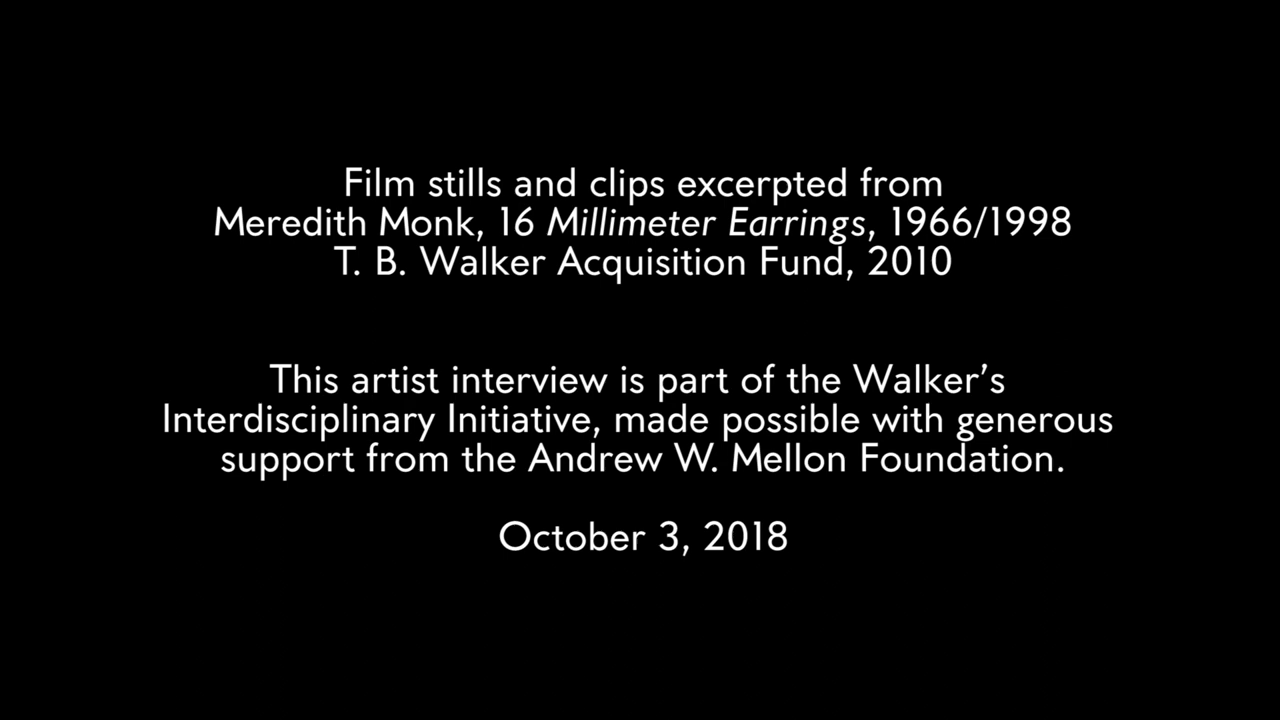 Film stills and clips excerpted from
Meredith Monk, 16 Millimeter Earrings, 1966/1998
T. B. Walker Acquisition Fund, 2010
This artist interview is part of the Walker’s
Interdisciplinary Initiative, made possible with generous
support from the Andrew W. Mellon Foundation.
October 3, 2018